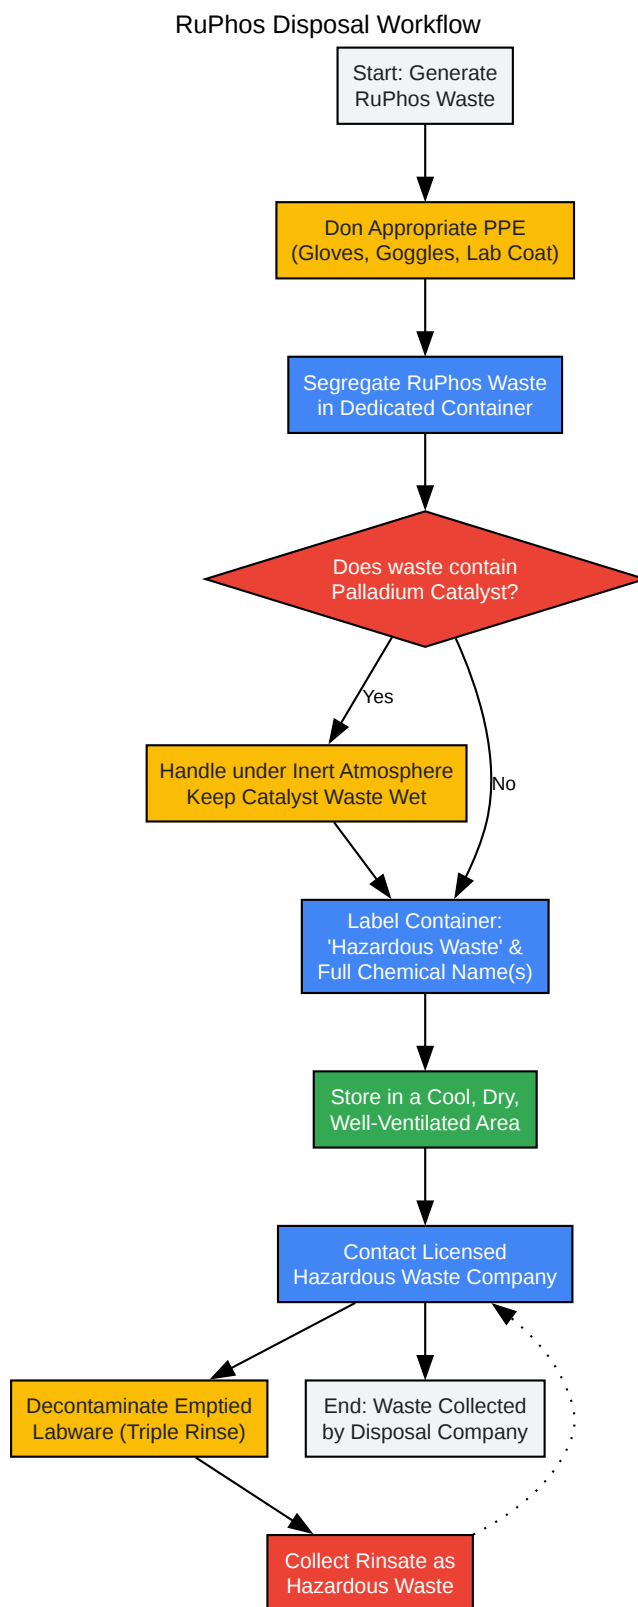 RuPhos Disposal Workflow
Start: Generate
RuPhos Waste
Don Appropriate PPE
(Gloves, Goggles, Lab Coat)
Segregate RuPhos Waste
in Dedicated Container
Does waste contain
Palladium Catalyst?
Yes
Handle under Inert Atmosphere
Keep Catalyst Waste Wet
No
Label Container:
'Hazardous Waste' &
Full Chemical Name(s)
Store in a Cool, Dry,
Well-Ventilated Area
Contact Licensed
Hazardous Waste Company
Decontaminate Emptied
Labware (Triple Rinse)
End: Waste Collected
by Disposal Company
Collect Rinsate as
Hazardous Waste